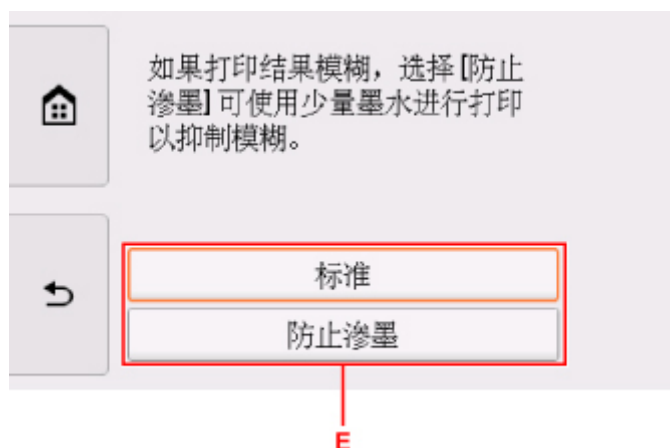 如果打印结果模糊，选择[防止
渗墨]可使用少量墨水进行打印
以抑制模糊。
标准
防止渗墨
E